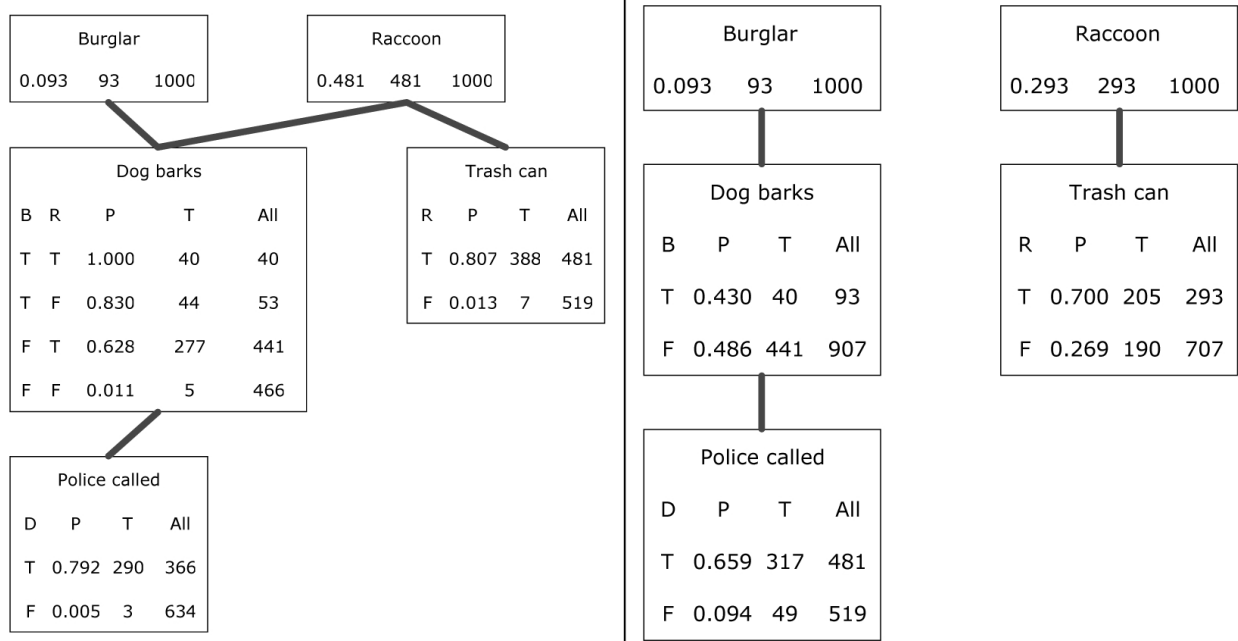 Burglar
0.093 93 1000
Raccoon
0.481 481 1000
Dog barks
B R P T All
T T 1.000 40 40
T F 0.830 44 53
F T 0.628 277 441
F F 0.011 5 466
Trash can
R P T All
T 0.807 388 481
F 0.013 7 519
Police called
D P T All
T 0.792 290 366
F 0.005 3 634
Burglar
0.093 93 1000
Raccoon
0.293 293 1000
Dog barks
B P T All
T 0.430 40 93
F 0.486 441 907
Trash can
R P T All
T 0.700 205 293
F 0.269 190 707
Police called
D P T All
T 0.659 317 481
F 0.094 49 519